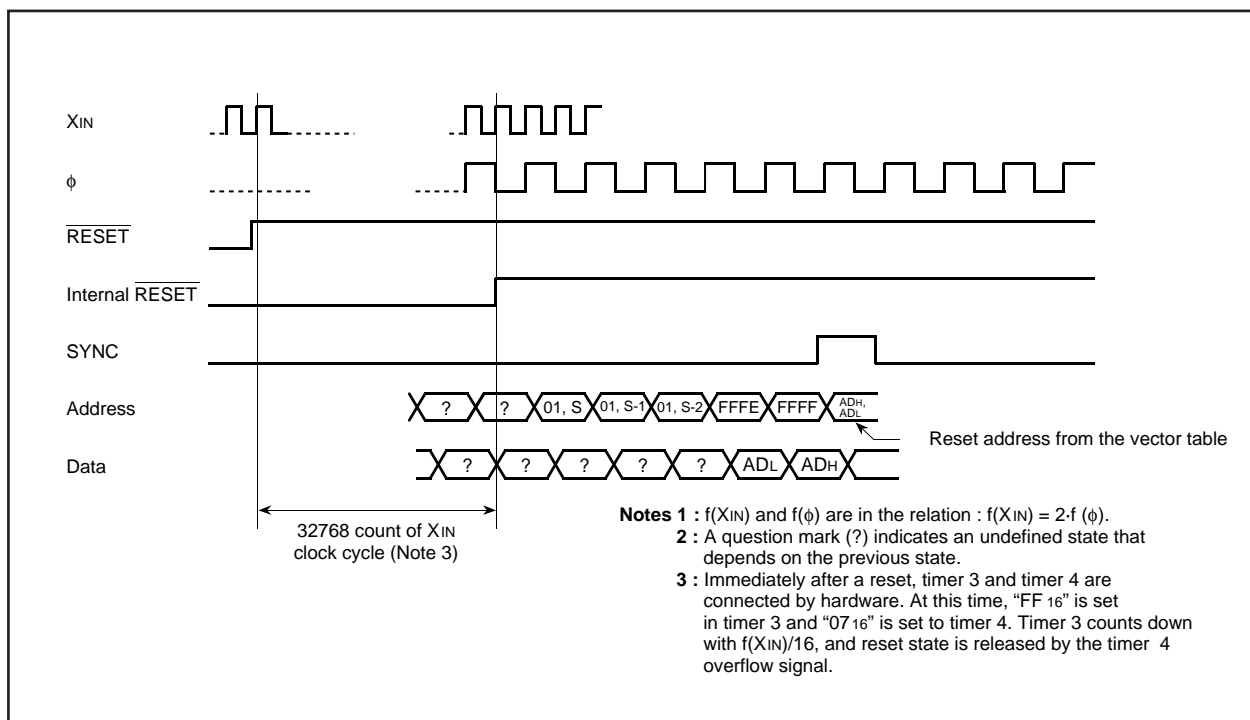 XIN
ϕ
RESET
Internal RESET
SYNC
Address
? ? 01, S 01, S-1 01, S-2 FFFE FFFF ADH,
ADL
Reset address from the vector table
Data
? ? ? ? ? ADL ADH
32768 count of XIN
clock cycle (Note 3)
Notes 1 : f(XIN) and f(ϕ) are in the relation : f(XIN) = 2·f (ϕ).
2 : A question mark (?) indicates an undefined state that
depends on the previous state.
3 : Immediately after a reset, timer 3 and timer 4 are
connected by hardware. At this time, “FF 16” is set
in timer 3 and “0716” is set to timer 4. Timer 3 counts down
with f(XIN)/16, and reset state is released by the timer 4
overflow signal.